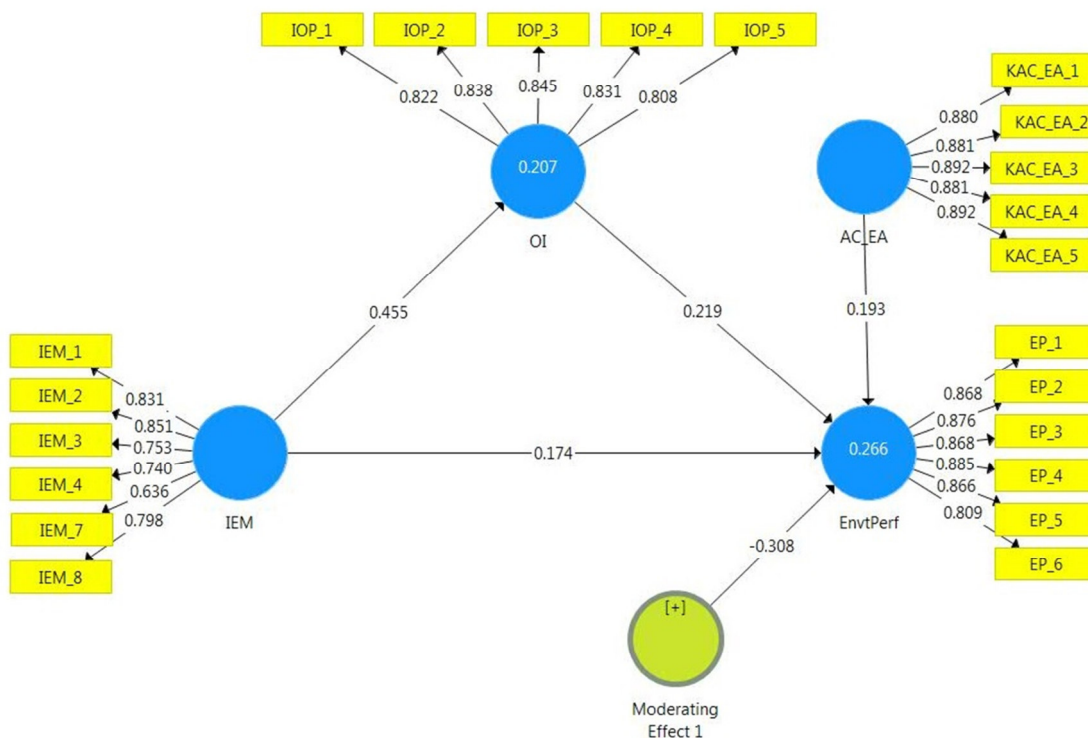 IOP_1 IOP_2 IOP_3 IOP_4 IOP_5
0.822 0.838 0.845 0.831 0.808
0.207
OI
KAC_EA_1
KAC_EA_2
KAC_EA_3
KAC_EA_4
KAC_EA_5
0.880
0.881
0.892
0.881
0.892
AC_EA
0.455
0.219
0.193
IEM_1
IEM_2
IEM_3
IEM_4
IEM_7
IEM_8
0.831
0.851
0.753
0.740
0.636
0.798
IEM
0.174
0.266
EnvtPerf
0.868
0.876
0.868
0.885
0.866
0.809
EP_1
EP_2
EP_3
EP_4
EP_5
EP_6
-0.308
[+]
Moderating
Effect 1